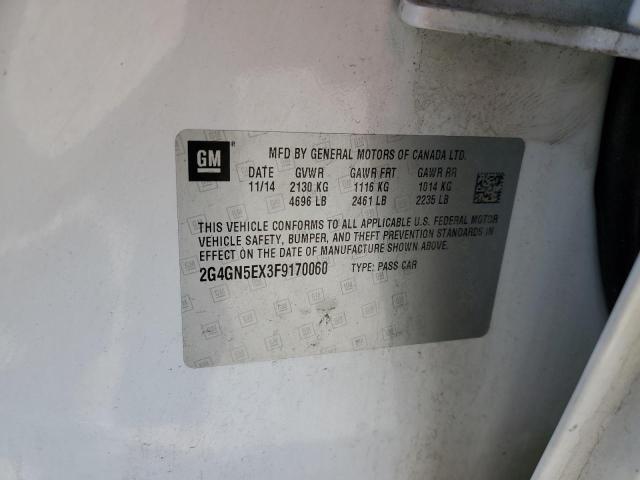 GM ®
MFD BY GENERAL MOTORS OF CANADA LTD.
DATE GVWR GAWR FRT GAWR RR
11/14 2130 KG 1116 KG 1014 KG
4696 LB 2461 LB 2235 LB
THIS VEHICLE CONFORMS TO ALL APPLICABLE U.S. FEDERAL MOTOR
VEHICLE SAFETY, BUMPER, AND THEFT PREVENTION STANDARDS IN
EFFECT ON THE DATE OF MANUFACTURE SHOWN ABOVE.
2G4GN5EX3F9170060 TYPE: PASS CAR